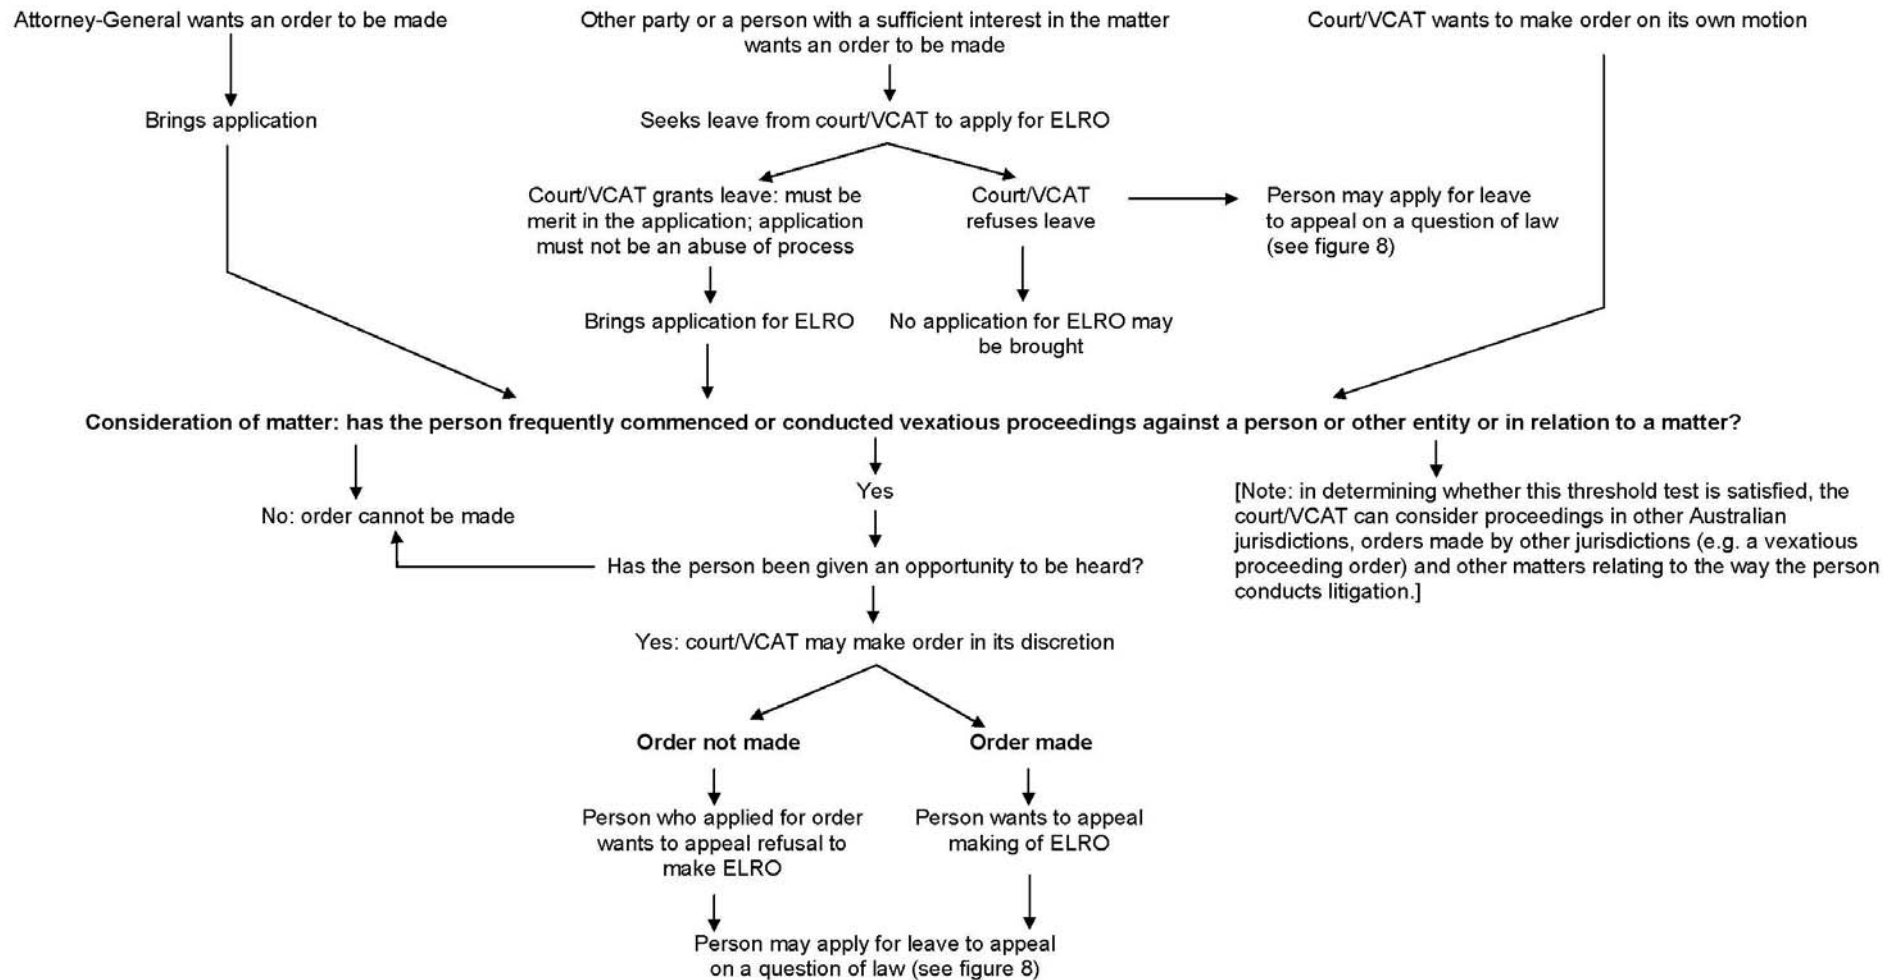 Attorney-General wants an order to be made
Other party or a person with a sufficient interest in the matter
wants an order to be made
Court/VCAT wants to make order on its own motion
Brings application
Seeks leave from court/VCAT to apply for ELRO
Court/VCAT grants leave: must be
merit in the application; application
must not be an abuse of process
Court/VCAT
refuses leave
Person may apply for leave
to appeal on a question of law
(see figure 8)
Brings application for ELRO
No application for ELRO may
be brought
Consideration of matter: has the person frequently commenced or conducted vexatious proceedings against a person or other entity or in relation to a matter?
No: order cannot be made
Yes
[Note: in determining whether this threshold test is satisfied, the
court/VCAT can consider proceedings in other Australian
jurisdictions, orders made by other jurisdictions (e.g. a vexatious
proceeding order) and other matters relating to the way the person
conducts litigation.]
Has the person been given an opportunity to be heard?
Yes: court/VCAT may make order in its discretion
Order not made
Order made
Person who applied for order
wants to appeal refusal to
make ELRO
Person wants to appeal
making of ELRO
Person may apply for leave to appeal
on a question of law (see figure 8)